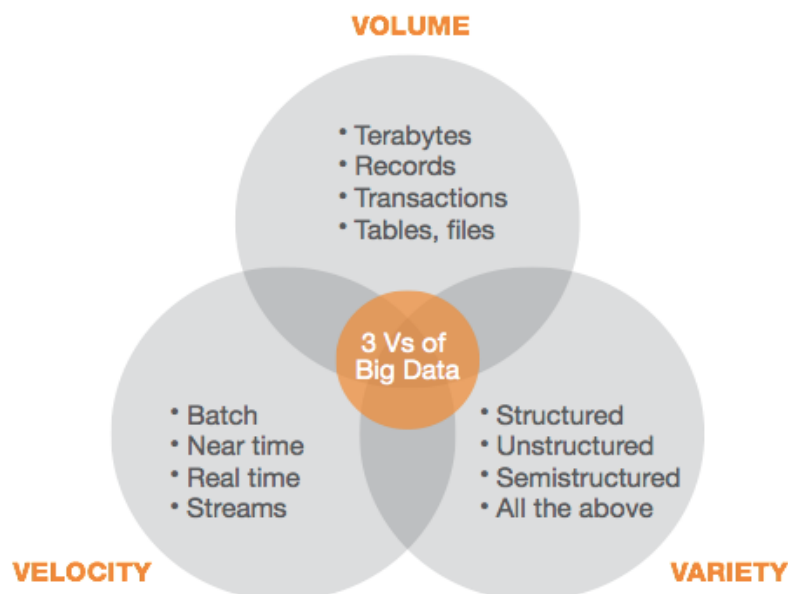 VOLUME
• Terabytes
• Records
• Transactions
• Tables, files
3 Vs of
Big Data
• Batch
• Near time
• Real time
• Streams
• Structured
• Unstructured
• Semistructured
• All the above
VELOCITY
VARIETY